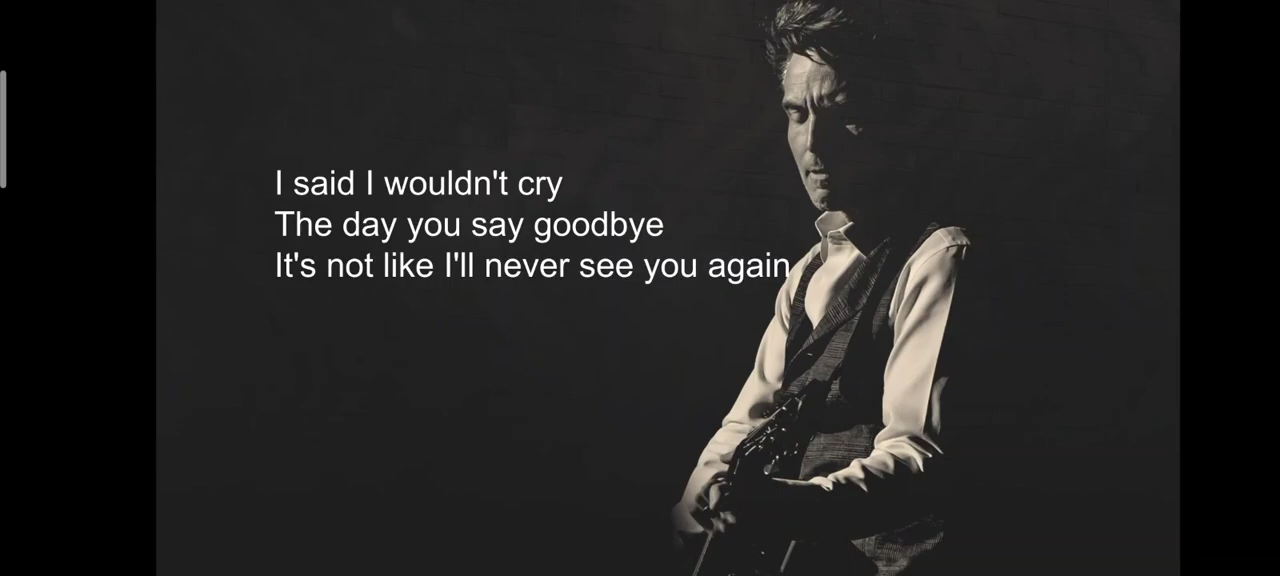 I said I wouldn't cry
The day you say goodbye
It's not like I'll never see you again